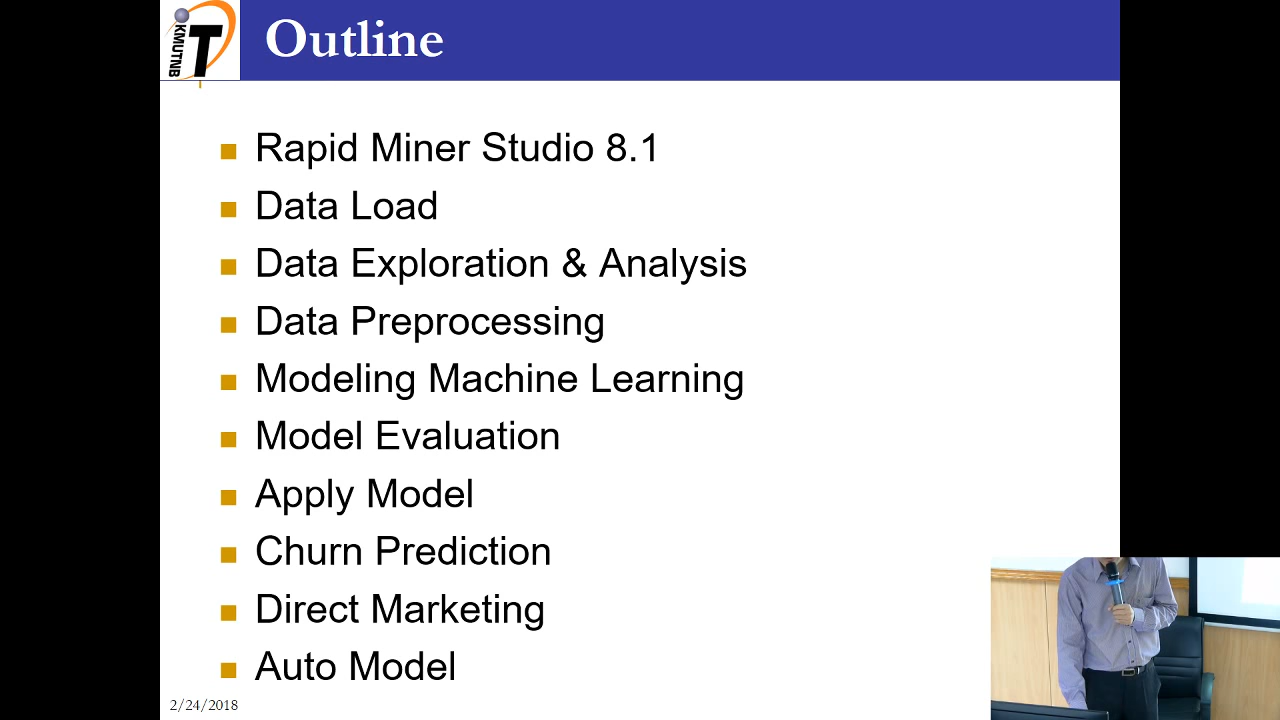 KMUTNB
IT
Outline
Rapid Miner Studio 8.1
Data Load
Data Exploration & Analysis
Data Preprocessing
Modeling Machine Learning
Model Evaluation
Apply Model
Churn Prediction
Direct Marketing
Auto Model
2/24/2018